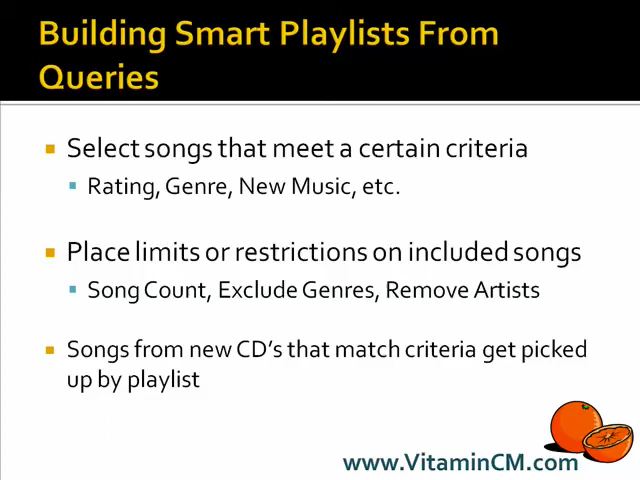 Building Smart Playlists From
Queries
Select songs that meet a certain criteria
Rating, Genre, New Music, etc.
Place limits or restrictions on included songs
Song Count, Exclude Genres, Remove Artists
Songs from new CD's that match criteria get picked
up by playlist
www.VitaminCM.com